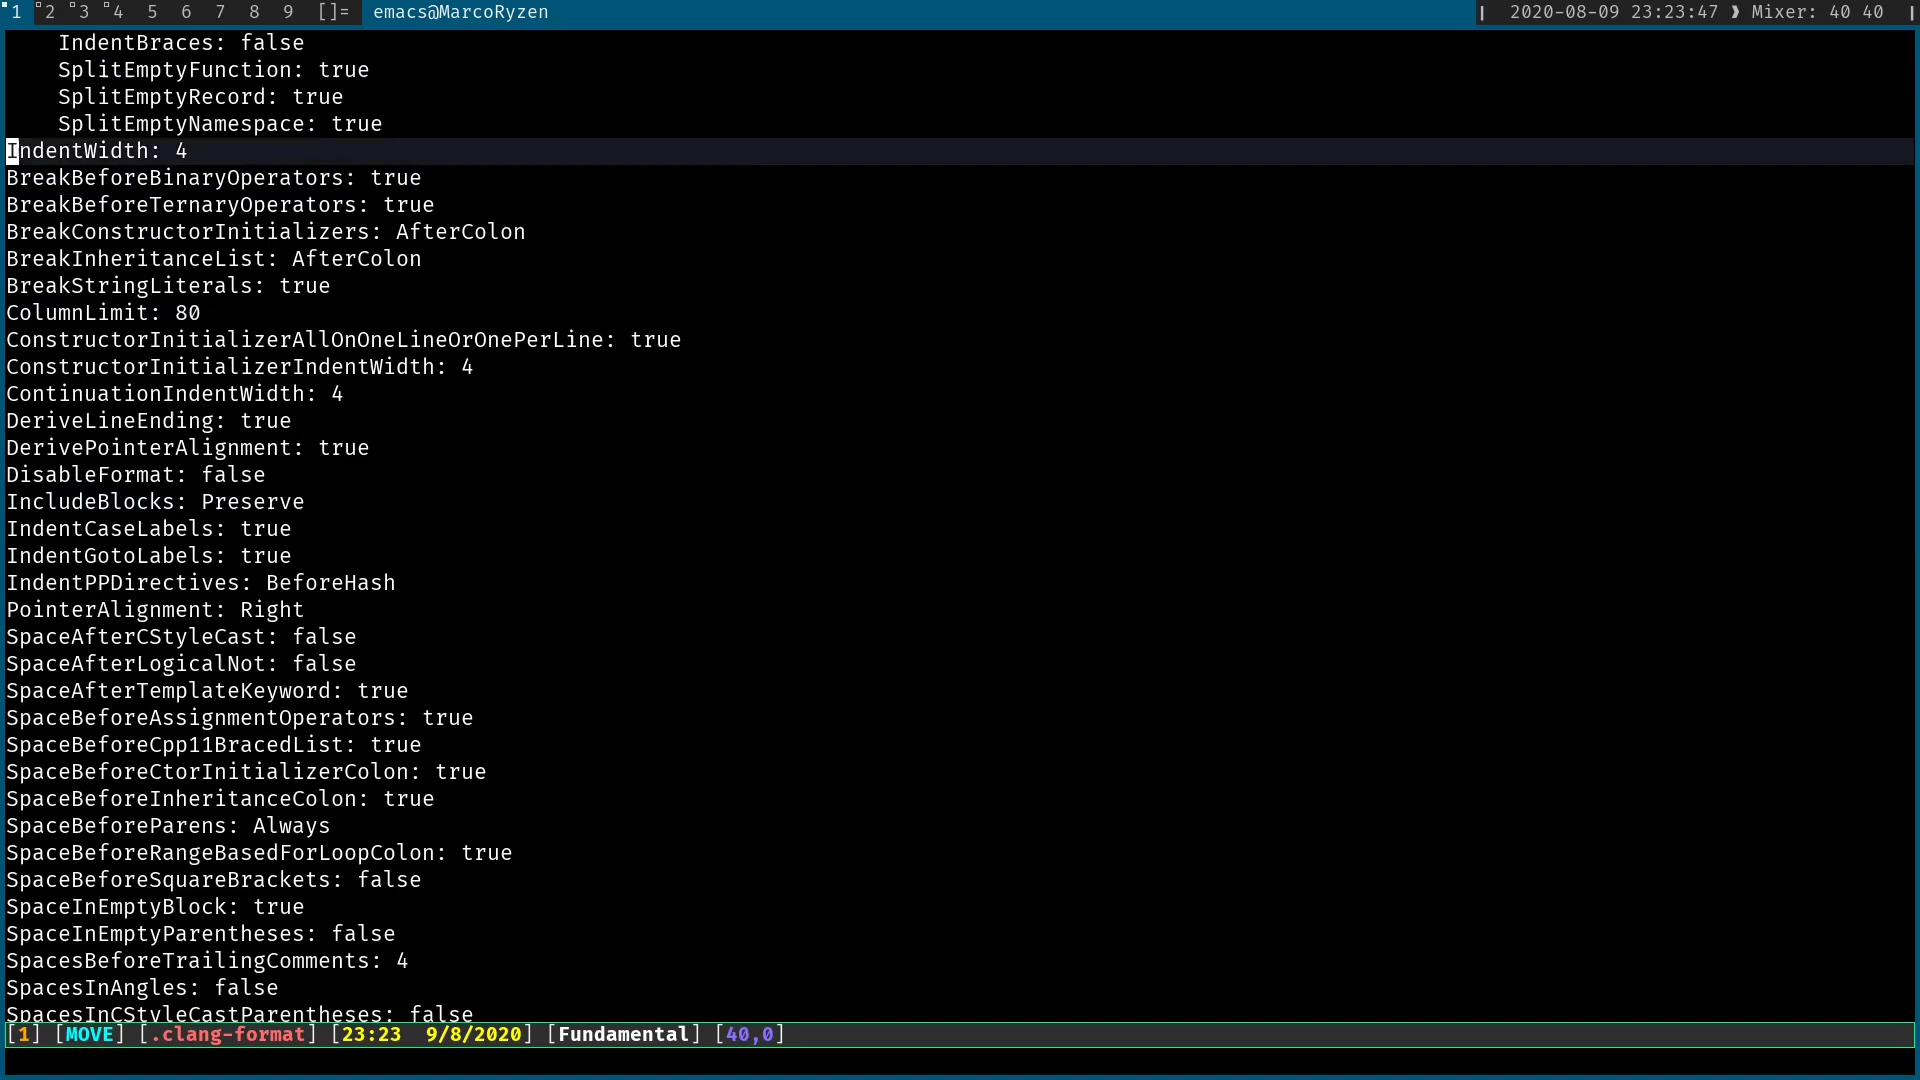 1 2 3 4 5 6 7 8 9 []= emacs@MarcoRyzen | 2020-08-09 23:23:47 ❱ Mixer: 40 40 |
IndentBraces: false
SplitEmptyFunction: true
SplitEmptyRecord: true
SplitEmptyNamespace: true
IndentWidth: 4
BreakBeforeBinaryOperators: true
BreakBeforeTernaryOperators: true
BreakConstructorInitializers: AfterColon
BreakInheritanceList: AfterColon
BreakStringLiterals: true
ColumnLimit: 80
ConstructorInitializerAllOnOneLineOrOnePerLine: true
ConstructorInitializerIndentWidth: 4
ContinuationIndentWidth: 4
DeriveLineEnding: true
DerivePointerAlignment: true
DisableFormat: false
IncludeBlocks: Preserve
IndentCaseLabels: true
IndentGotoLabels: true
IndentPPDirectives: BeforeHash
PointerAlignment: Right
SpaceAfterCStyleCast: false
SpaceAfterLogicalNot: false
SpaceAfterTemplateKeyword: true
SpaceBeforeAssignmentOperators: true
SpaceBeforeCpp11BracedList: true
SpaceBeforeCtorInitializerColon: true
SpaceBeforeInheritanceColon: true
SpaceBeforeParens: Always
SpaceBeforeRangeBasedForLoopColon: true
SpaceBeforeSquareBrackets: false
SpaceInEmptyBlock: true
SpaceInEmptyParentheses: false
SpacesBeforeTrailingComments: 4
SpacesInAngles: false
SpacesInCStyleCastParentheses: false
[1] [MOVE] [.clang-format] [23:23 9/8/2020] [Fundamental] [40,0]